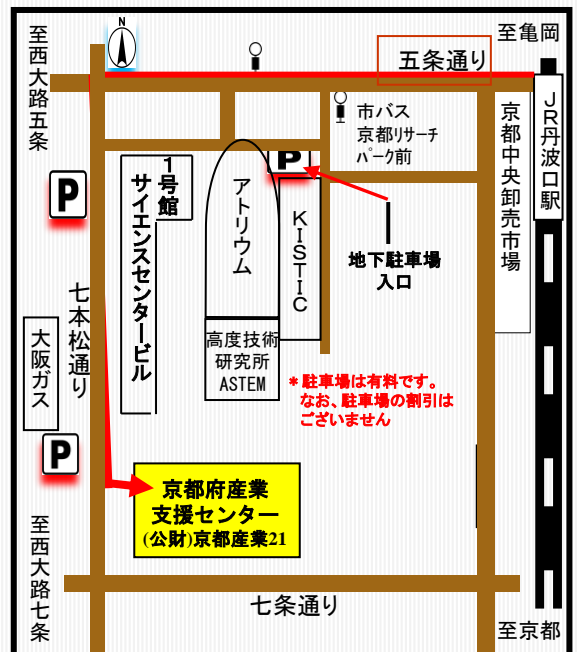 N
至西大路五条
至亀岡
五条通り
JR丹波口駅
市バス
京都リサーチ
パーク前
京都中央卸売市場
P
P
1号館
サイエンスセンタービル
アトリウム
KISTIC
地下駐車場
入口
七本松通り
大阪ガス
高度技術
研究所
ASTEM
*駐車場は有料です。
なお、駐車場の割引は
ございません
P
京都府産業
支援センター
(公財)京都産業21
至西大路七条
七条通り
至京都